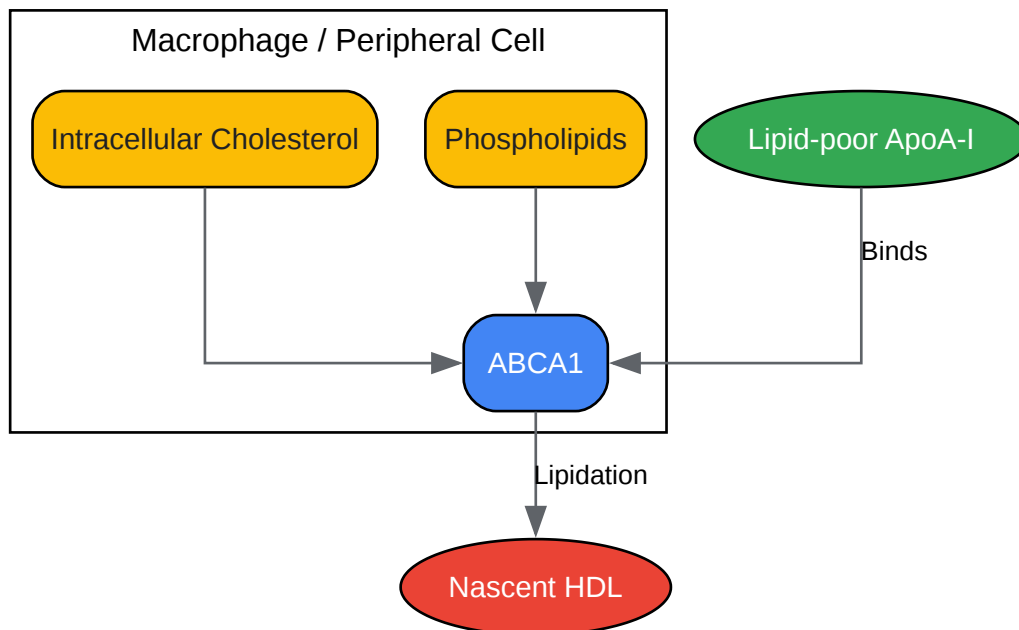 Macrophage / Peripheral Cell
Intracellular Cholesterol
Phospholipids
Lipid-poor ApoA-I
Binds
ABCA1
Lipidation
Nascent HDL